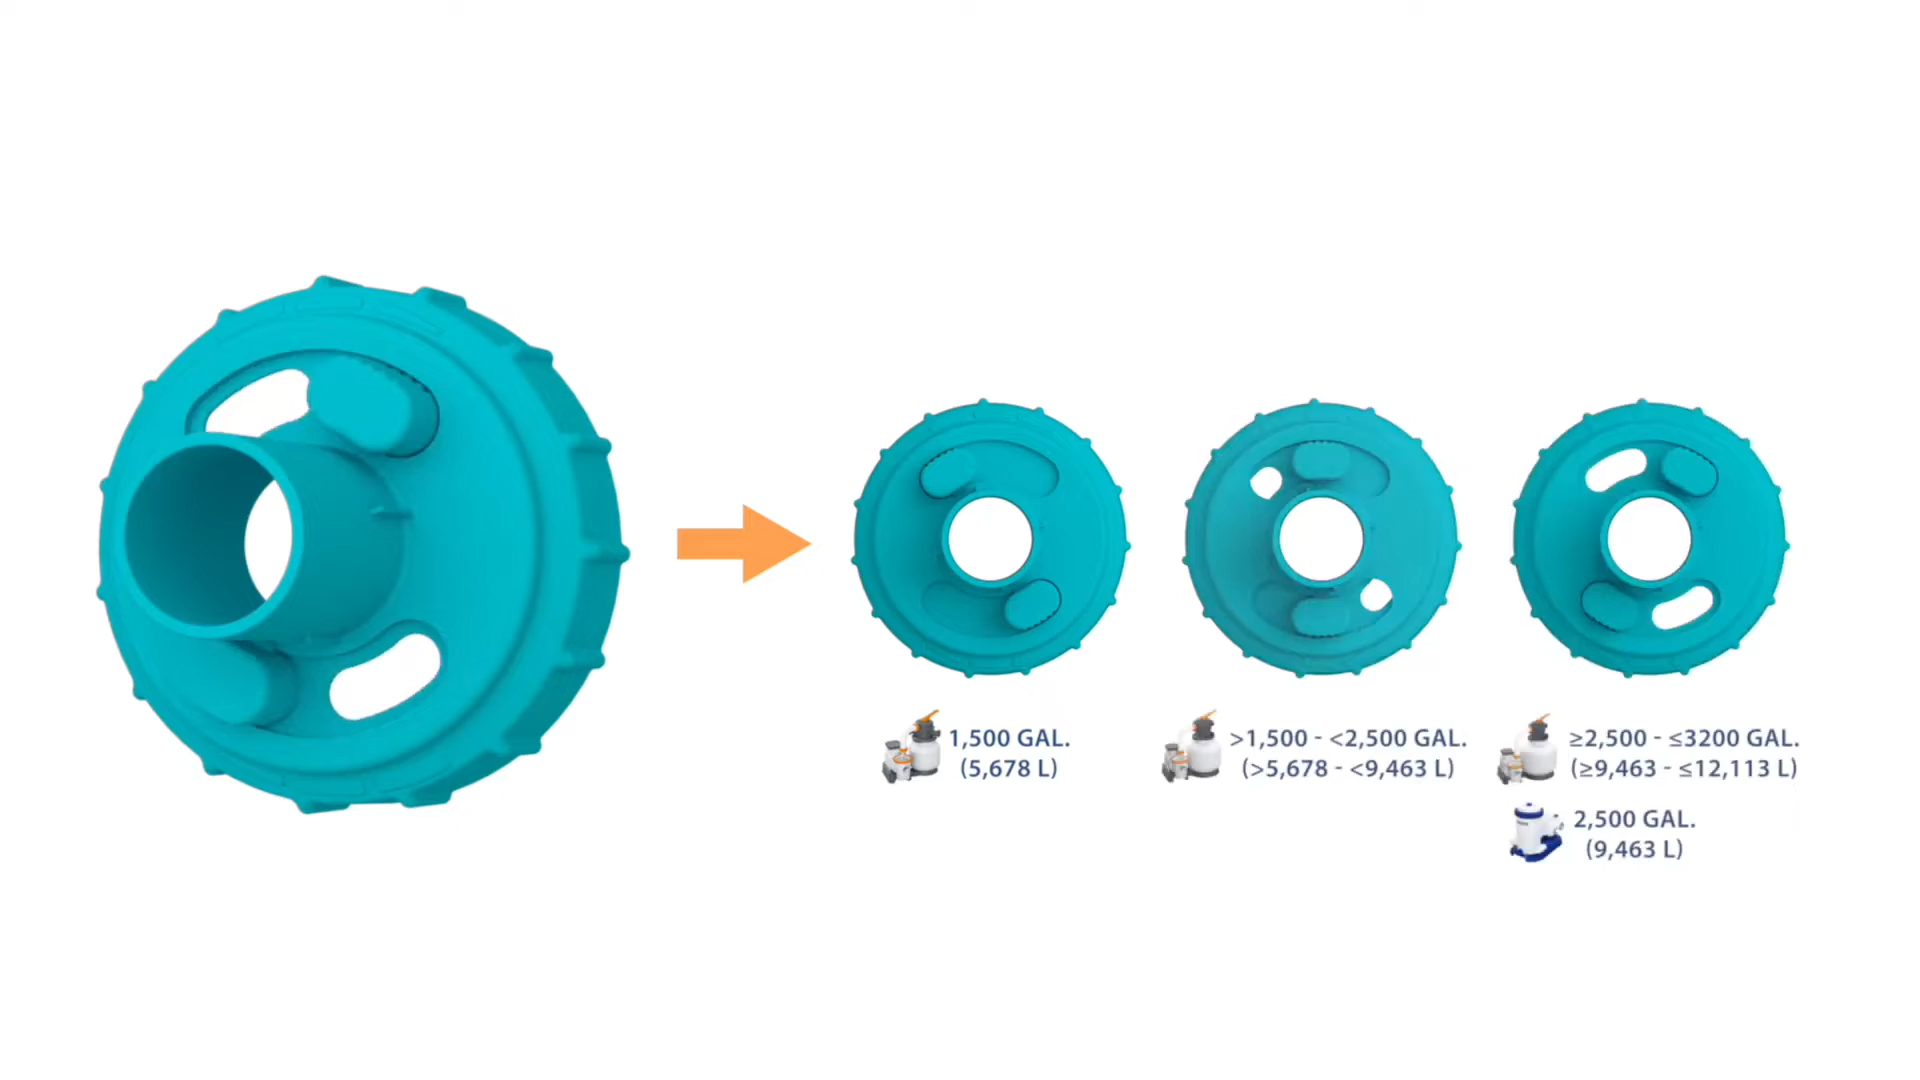 1,500 GAL.
(5,678 L)
>1,500 - <2,500 GAL.
(>5,678 - <9,463 L)
≥2,500 - ≤3200 GAL.
(≥9,463 - ≤12,113 L)
2,500 GAL.
(9,463 L)